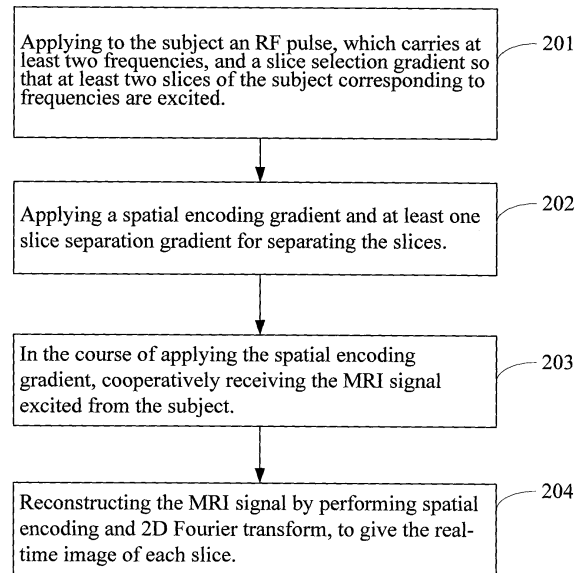 Applying to the subject an RF pulse, which carries at
least two frequencies, and a slice selection gradient so
that at least two slices of the subject corresponding to
frequencies are excited.
201
Applying a spatial encoding gradient and at least one
slice separation gradient for separating the slices.
202
In the course of applying the spatial encoding
gradient, cooperatively receiving the MRI signal
excited from the subject.
203
Reconstructing the MRI signal by performing spatial
encoding and 2D Fourier transform, to give the real-
time image of each slice.
204